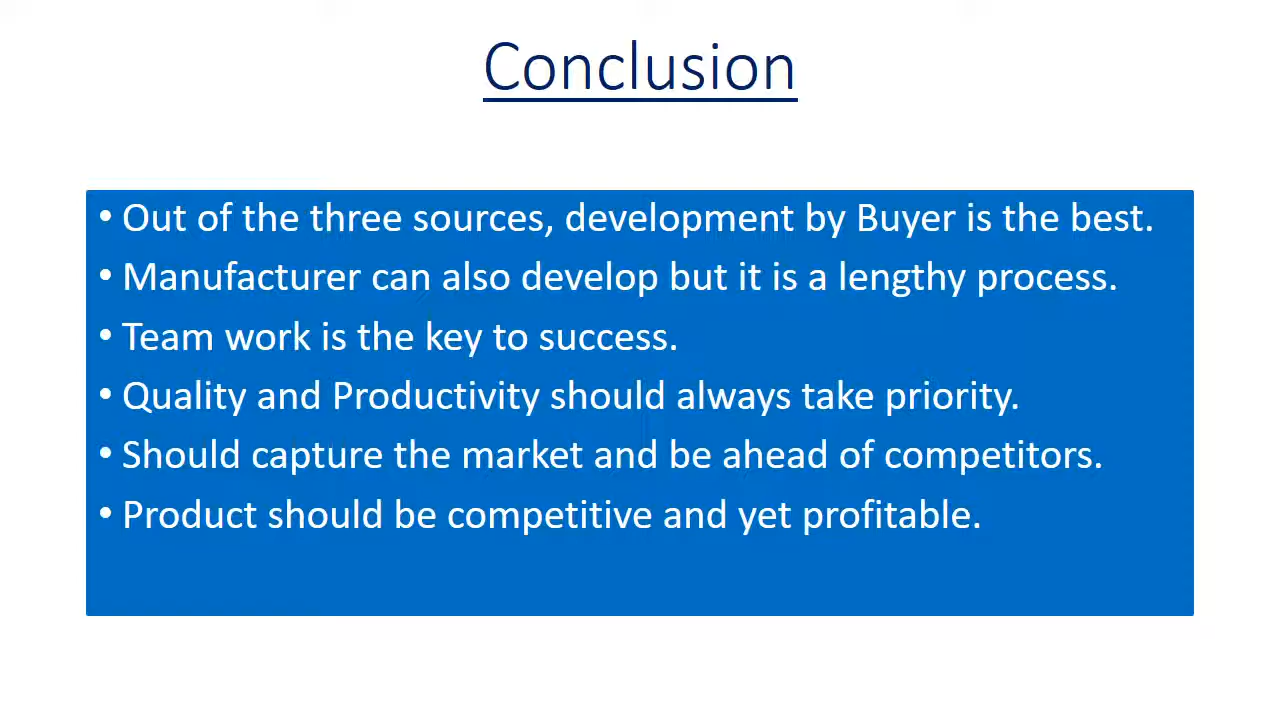 Conclusion
• Out of the three sources, development by Buyer is the best.
• Manufacturer can also develop but it is a lengthy process.
• Team work is the key to success.
• Quality and Productivity should always take priority.
• Should capture the market and be ahead of competitors.
• Product should be competitive and yet profitable.